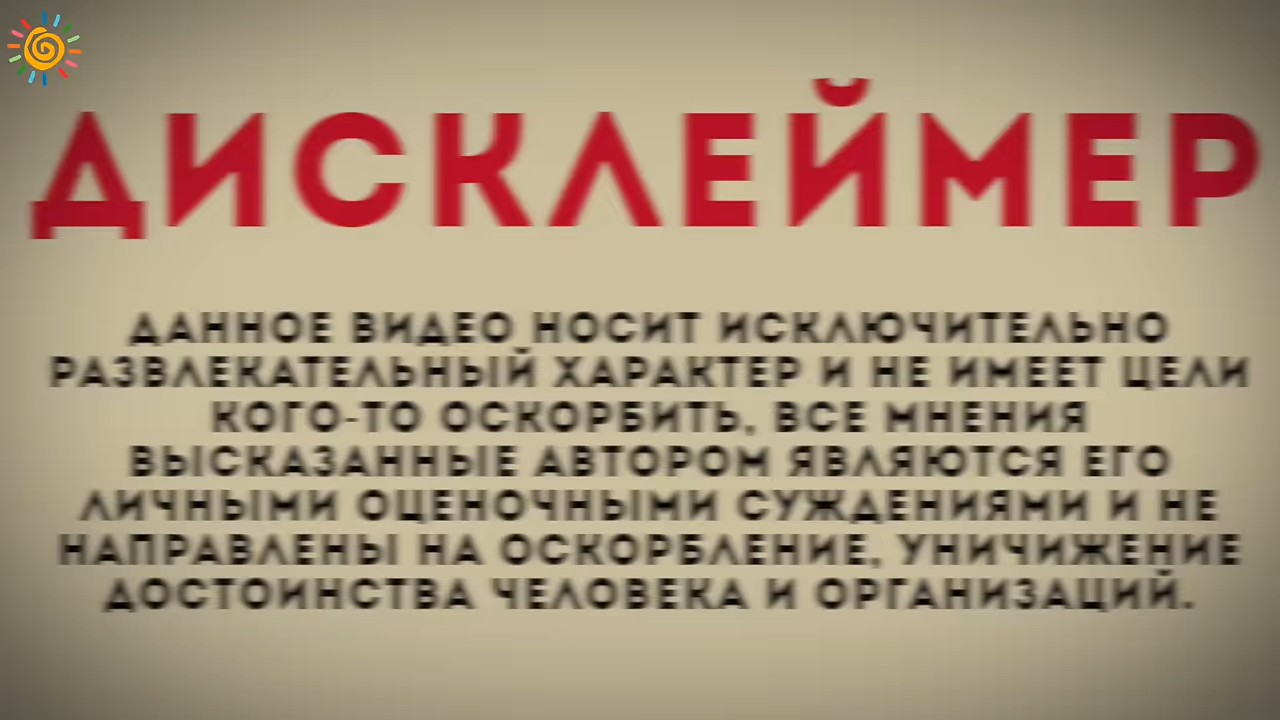 ДИСКЛЕЙМЕР
ДАННОЕ ВИДЕО НОСИТ ИСКЛЮЧИТЕЛЬНО
РАЗВЛЕКАТЕЛЬНЫЙ ХАРАКТЕР И НЕ ИМЕЕТ ЦЕЛИ
КОГО-ТО ОСКОРБИТЬ, ВСЕ МНЕНИЯ
ВЫСКАЗАННЫЕ АВТОРОМ ЯВЛЯЮТСЯ ЕГО
ЛИЧНЫМИ ОЦЕНОЧНЫМИ СУЖДЕНИЯМИ И НЕ
НАПРАВЛЕНЫ НА ОСКОРБЛЕНИЕ, УНИЧИЖЕНИЕ
ДОСТОИНСТВА ЧЕЛОВЕКА И ОРГАНИЗАЦИЙ.